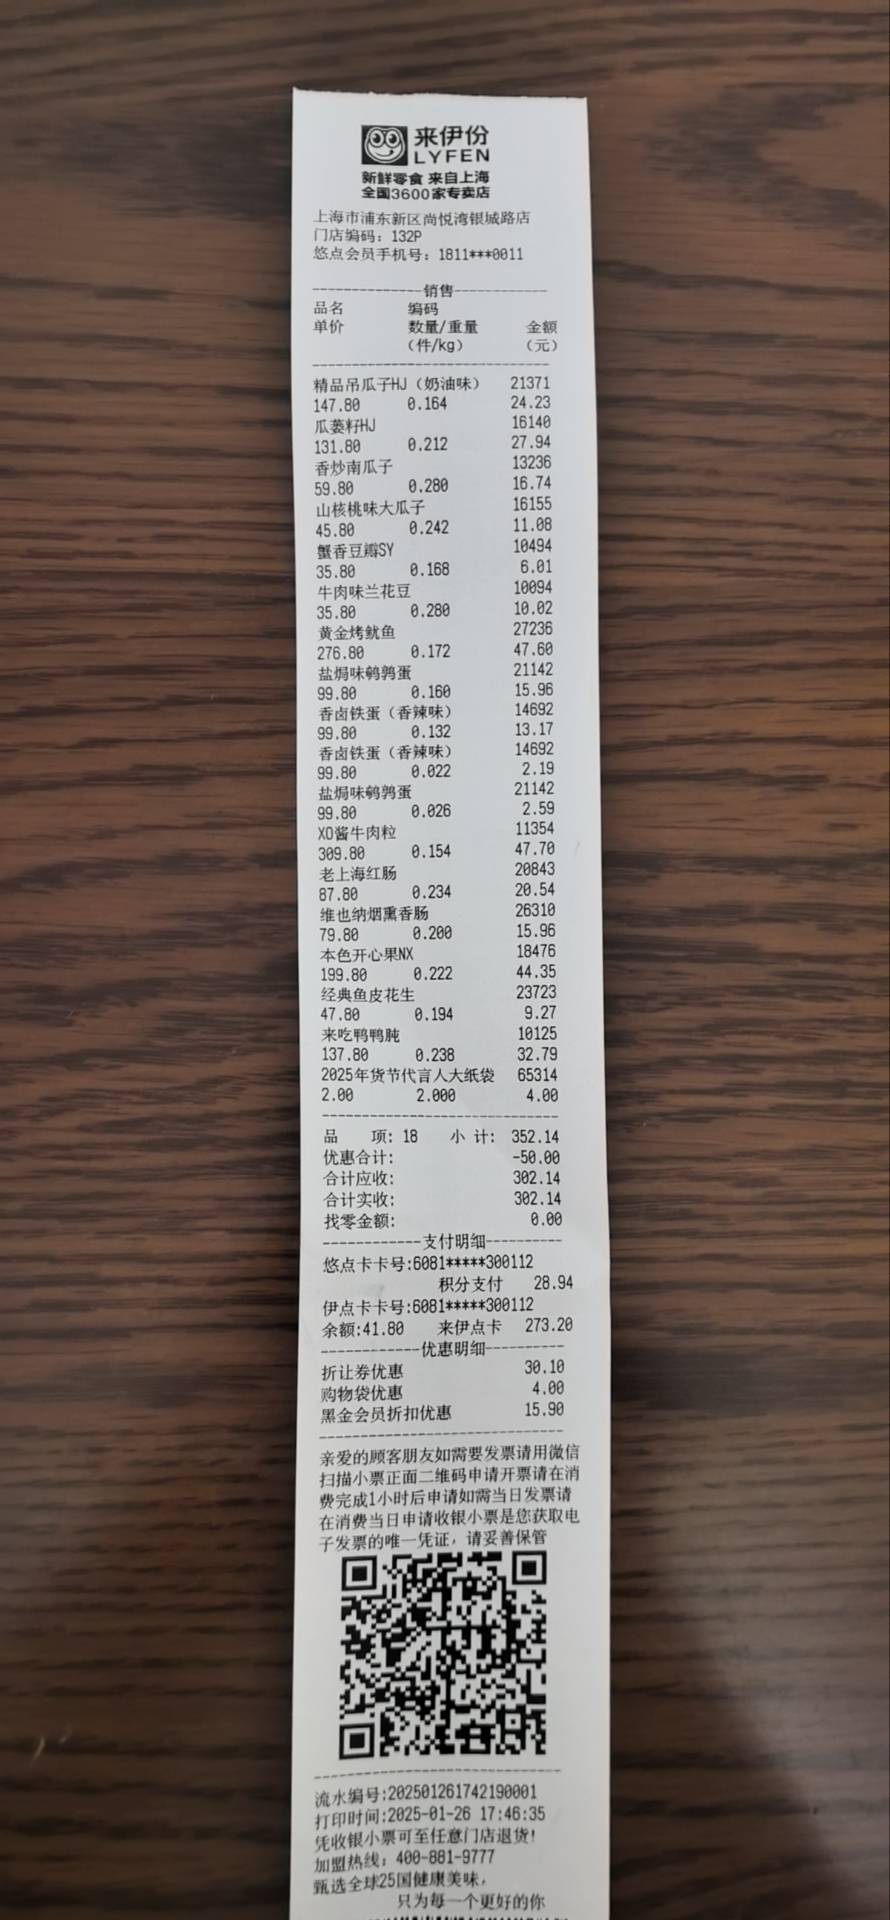 来伊份
LYFEN
新鲜零食 来自上海
全国3600家专卖店
上海市浦东新区尚悦湾银城路店
门店编码：132P
悠点会员手机号：1811***0011
--------------销售------------
品名 编码
单价 数量/重量 金额
（件/kg） （元）
------------------------------
精品吊瓜子HJ（奶油味） 21371
147.80 0.164 24.23
瓜蒌籽HJ 16140
131.80 0.212 27.94
香炒南瓜子 13236
59.80 0.280 16.74
山核桃味大瓜子 16155
45.80 0.242 11.08
蟹香豆瓣SY 10494
35.80 0.168 6.01
牛肉味兰花豆 10094
35.80 0.280 10.02
黄金烤鱿鱼 27236
276.80 0.172 47.60
盐焗味鹌鹑蛋 21142
99.80 0.160 15.96
香卤铁蛋（香辣味） 14692
99.80 0.132 13.17
香卤铁蛋（香辣味） 14692
99.80 0.022 2.19
盐焗味鹌鹑蛋 21142
99.80 0.026 2.59
XO酱牛肉粒 11354
309.80 0.154 47.70
老上海红肠 20843
87.80 0.234 20.54
维也纳烟熏香肠 26310
79.80 0.200 15.96
本色开心果NX 18476
199.80 0.222 44.35
经典鱼皮花生 23723
47.80 0.194 9.27
来吃鸭鸭肫 10125
137.80 0.238 32.79
2025年货节代言人大纸袋 65314
2.00 2.000 4.00
------------------------------
品 项: 18 小 计: 352.14
优惠合计: -50.00
合计应收: 302.14
合计实收: 302.14
找零金额: 0.00
------------支付明细----------
悠点卡卡号:6081*****300112
积分支付 28.94
伊点卡卡号:6081*****300112
余额:41.80 来伊点卡 273.20
------------优惠明细----------
折让券优惠 30.10
购物袋优惠 4.00
黑金会员折扣优惠 15.90
------------------------------
亲爱的顾客朋友如需要发票请用微信
扫描小票正面二维码申请开票请在消
费完成1小时后申请如需当日发票请
在消费当日申请收银小票是您获取电
子发票的唯一凭证，请妥善保管
------------------------------
流水编号:202501261742190001
打印时间:2025-01-26 17:46:35
凭收银小票可至任意门店退货!
加盟热线：400-881-9777
甄选全球25国健康美味，
只为每一个更好的你